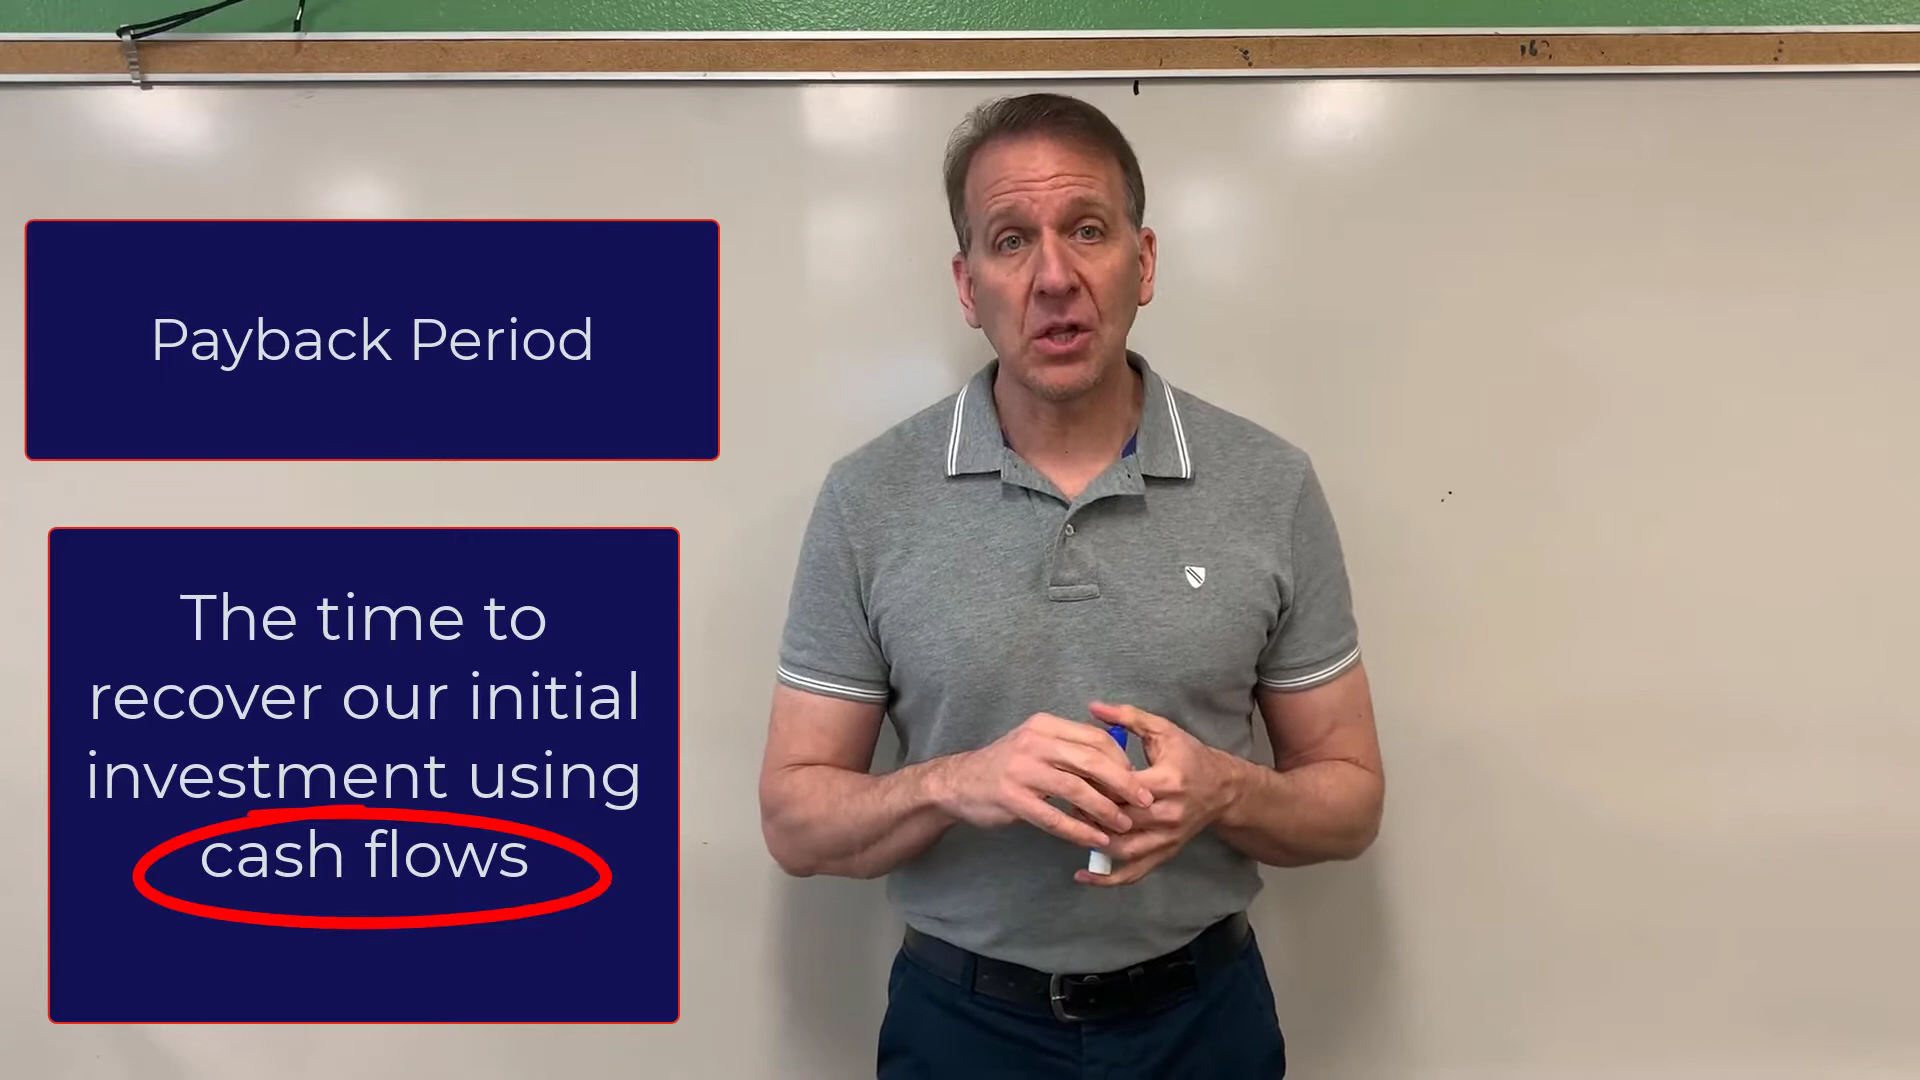 Payback Period
The time to
recover our initial
investment using
cash flows